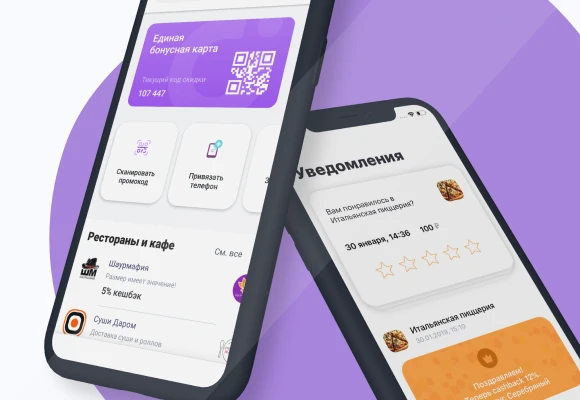 Единая
бонусная карта
Текущий код скидки
107 447
Сканировать
промокод
Привязать
телефон
З
Рестораны и кафе
См. все
ШМ
Шаурмафия
Размер имеет значение!
5% кешбэк
Суши Даром
Доставка суши и роллов
Уведомления
Вам понравилось в
Итальянская пиццерия?
30 января, 14:36
100 ₽
Итальянская пиццерия
30.01.2019, 15:10
Поздравляем!
Теперь cashback 12%,
Серебряный